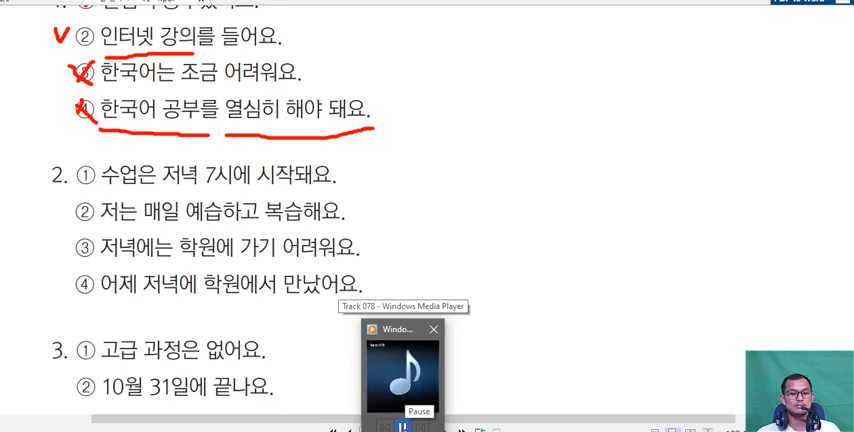 ② 인터넷 강의를 들어요.
③ 한국어는 조금 어려워요.
④ 한국어 공부를 열심히 해야 돼요.
2. ① 수업은 저녁 7시에 시작돼요.
② 저는 매일 예습하고 복습해요.
③ 저녁에는 학원에 가기 어려워요.
④ 어제 저녁에 학원에서 만났어요.
Track 078 - Windows Media Player
Windo...
3. ① 고급 과정은 없어요.
② 10월 31일에 끝나요.
Pause